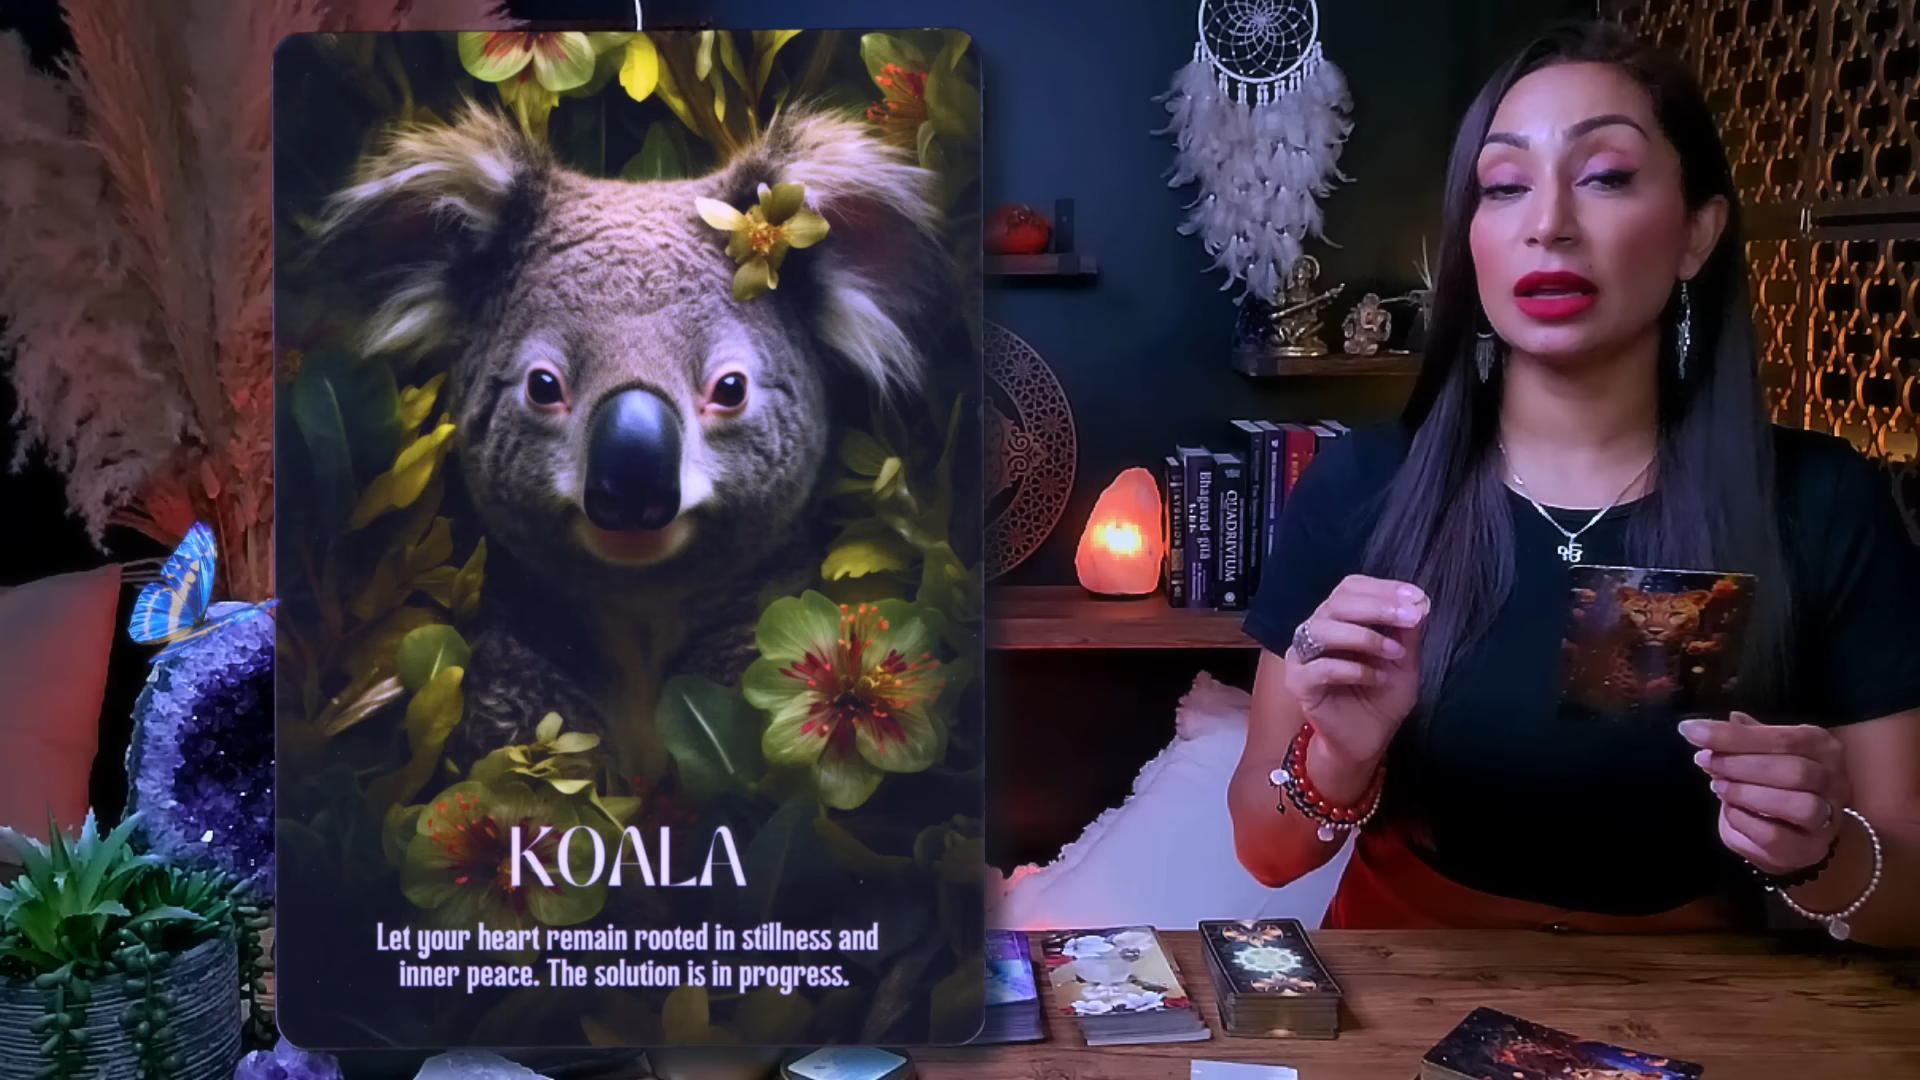 KOALA
Let your heart remain rooted in stillness and
inner peace. The solution is in progress.
Bhagavad-gita
QUADRIVIUM